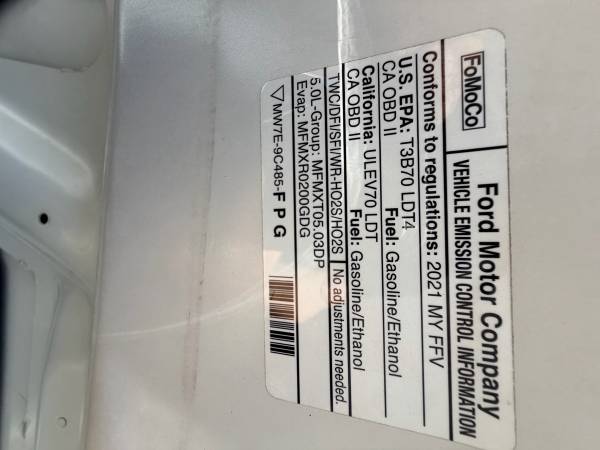 FoMoCo
Ford Motor Company
VEHICLE EMISSION CONTROL INFORMATION
Conforms to regulations: 2021 MY FFV
U.S. EPA: T3B70 LDT4 Fuel: Gasoline/Ethanol
CA OBD II
California: ULEV70 LDT Fuel: Gasoline/Ethanol
CA OBD II
TWC/DFI/SFI/WR-HO2S/HO2S No adjustments needed.
5.0L-Group: MFMXT05.03DP
Evap: MFMXR0200GDG
MW7E-9C485-F P G